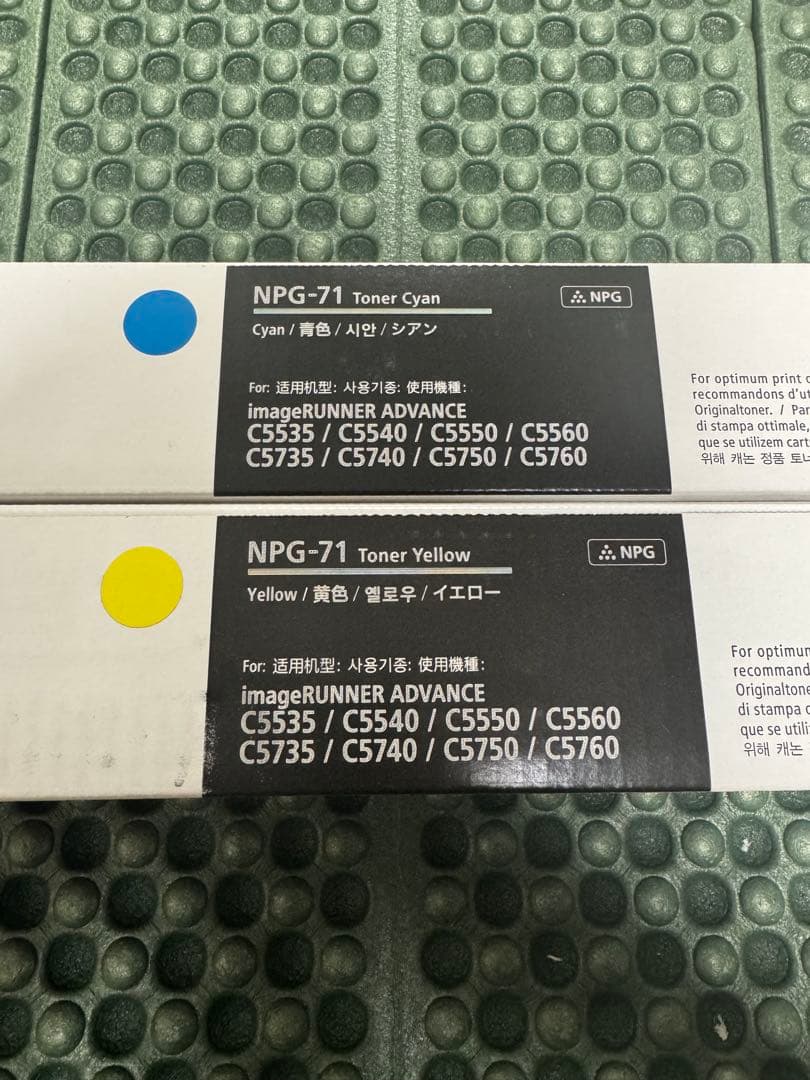 NPG-71 Toner Cyan
NPG
Cyan / 青色 / 시안 / シアン
For: 适用机型: 사용기종: 使用機種:
imageRUNNER ADVANCE
C5535 / C5540 / C5550 / C5560
C5735 / C5740 / C5750 / C5760
For optimum print
recommandons d'ut
Originaltoner. / Par
di stampa ottimale,
que se utilizem cart
위해 캐논 정품 토너
NPG-71 Toner Yellow
NPG
Yellow / 黄色 / 옐로우 / イエロー
For: 适用机型: 사용기종: 使用機種:
imageRUNNER ADVANCE
C5535 / C5540 / C5550 / C5560
C5735 / C5740 / C5750 / C5760
For optimum
recommand
Originaltone
di stampa
que se utili
위해 캐논